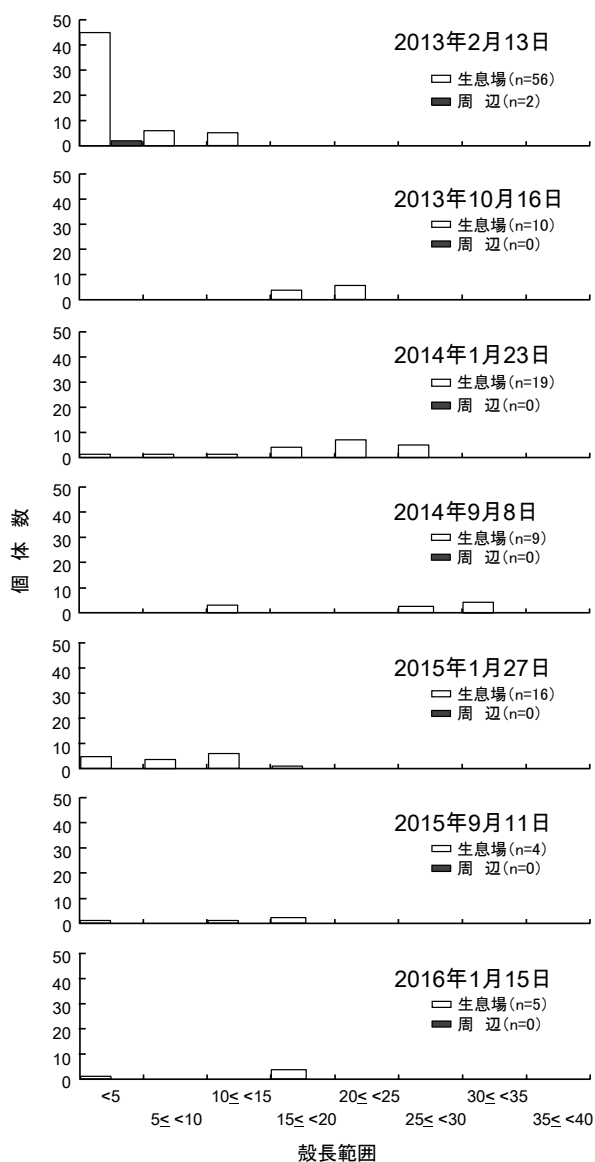 50
40
30
20
10
0
2013年2月13日
生息場(n=56)
周 辺(n=2)
50
40
30
20
10
0
2013年10月16日
生息場(n=10)
周 辺(n=0)
50
40
30
20
10
0
2014年1月23日
生息場(n=19)
周 辺(n=0)
個 体 数
50
40
30
20
10
0
2014年9月8日
生息場(n=9)
周 辺(n=0)
50
40
30
20
10
0
2015年1月27日
生息場(n=16)
周 辺(n=0)
50
40
30
20
10
0
2015年9月11日
生息場(n=4)
周 辺(n=0)
50
40
30
20
10
0
2016年1月15日
生息場(n=5)
周 辺(n=0)
<5 10≤ <15 20≤ <25 30≤ <35
5≤ <10 15≤ <20 25≤ <30 35≤ <40
殻長範囲